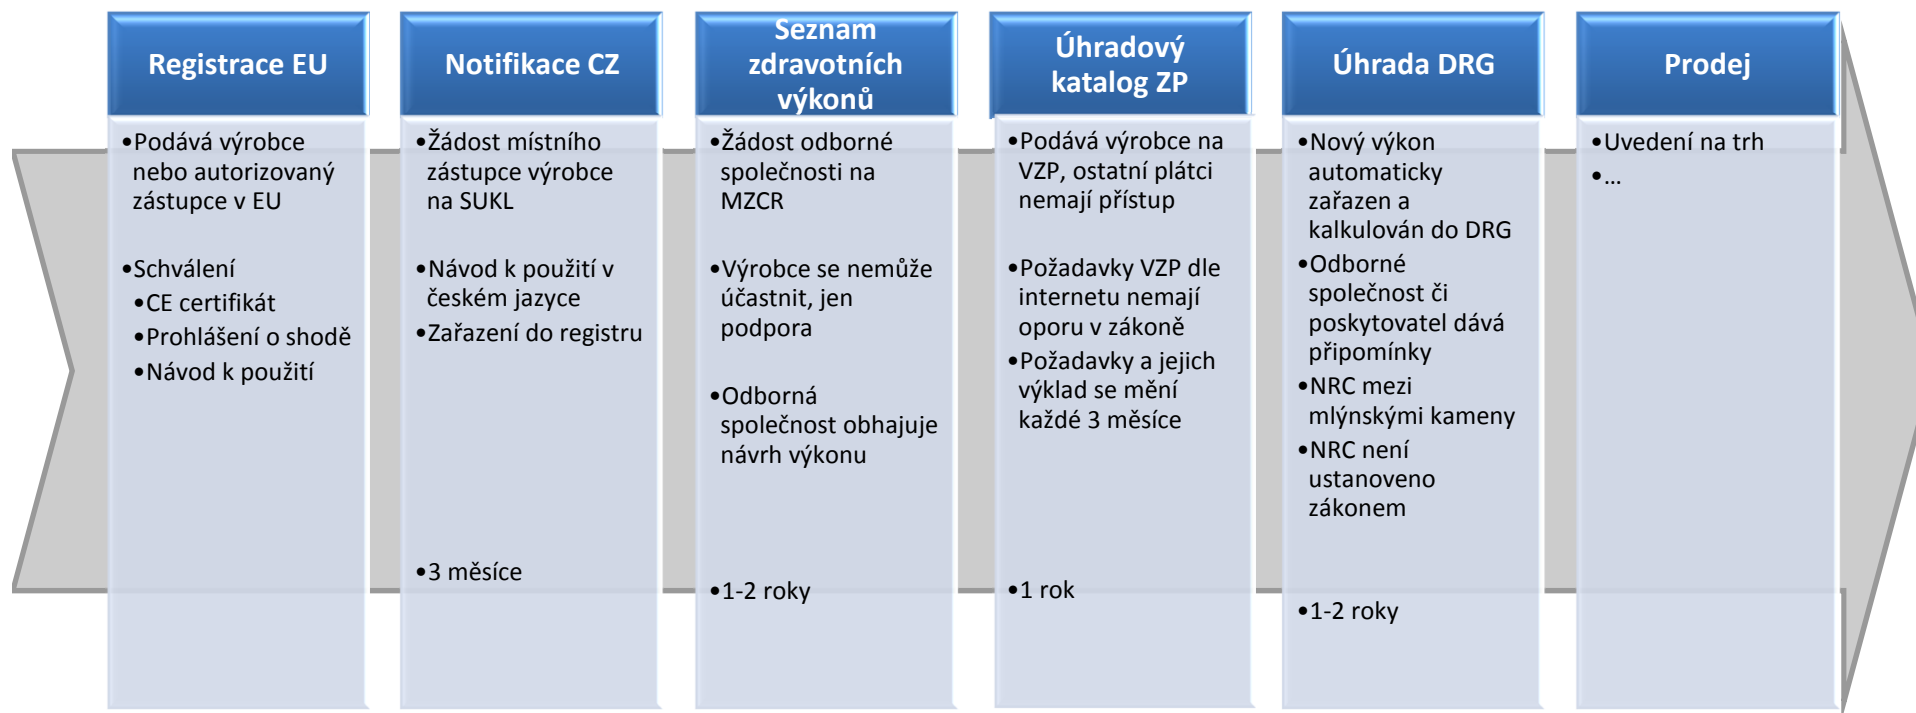 Registrace EU
•Podává výrobce
nebo autorizovaný
zástupce v EU
•Schválení
•CE certifikát
•Prohlášení o shodě
•Návod k použití
Notifikace CZ
•Žádost místního
zástupce výrobce
na SUKL
•Návod k použití v
českém jazyce
•Zařazení do registru
•3 měsíce
Seznam
zdravotních
výkonů
•Žádost odborné
společnosti na
MZCR
•Výrobce se nemůže
účastnit, jen
podpora
•Odborná
společnost obhajuje
návrh výkonu
•1-2 roky
Úhradový
katalog ZP
•Podává výrobce na
VZP, ostatní plátci
nemají přístup
•Požadavky VZP dle
internetu nemají
oporu v zákoně
•Požadavky a jejich
výklad se mění
každé 3 měsíce
•1 rok
Úhrada DRG
•Nový výkon
automaticky
zařazen a
kalkulován do DRG
•Odborné
společnost či
poskytovatel dává
připomínky
•NRC mezi
mlýnskými kameny
•NRC není
ustanoveno
zákonem
•1-2 roky
Prodej
•Uvedení na trh
•…